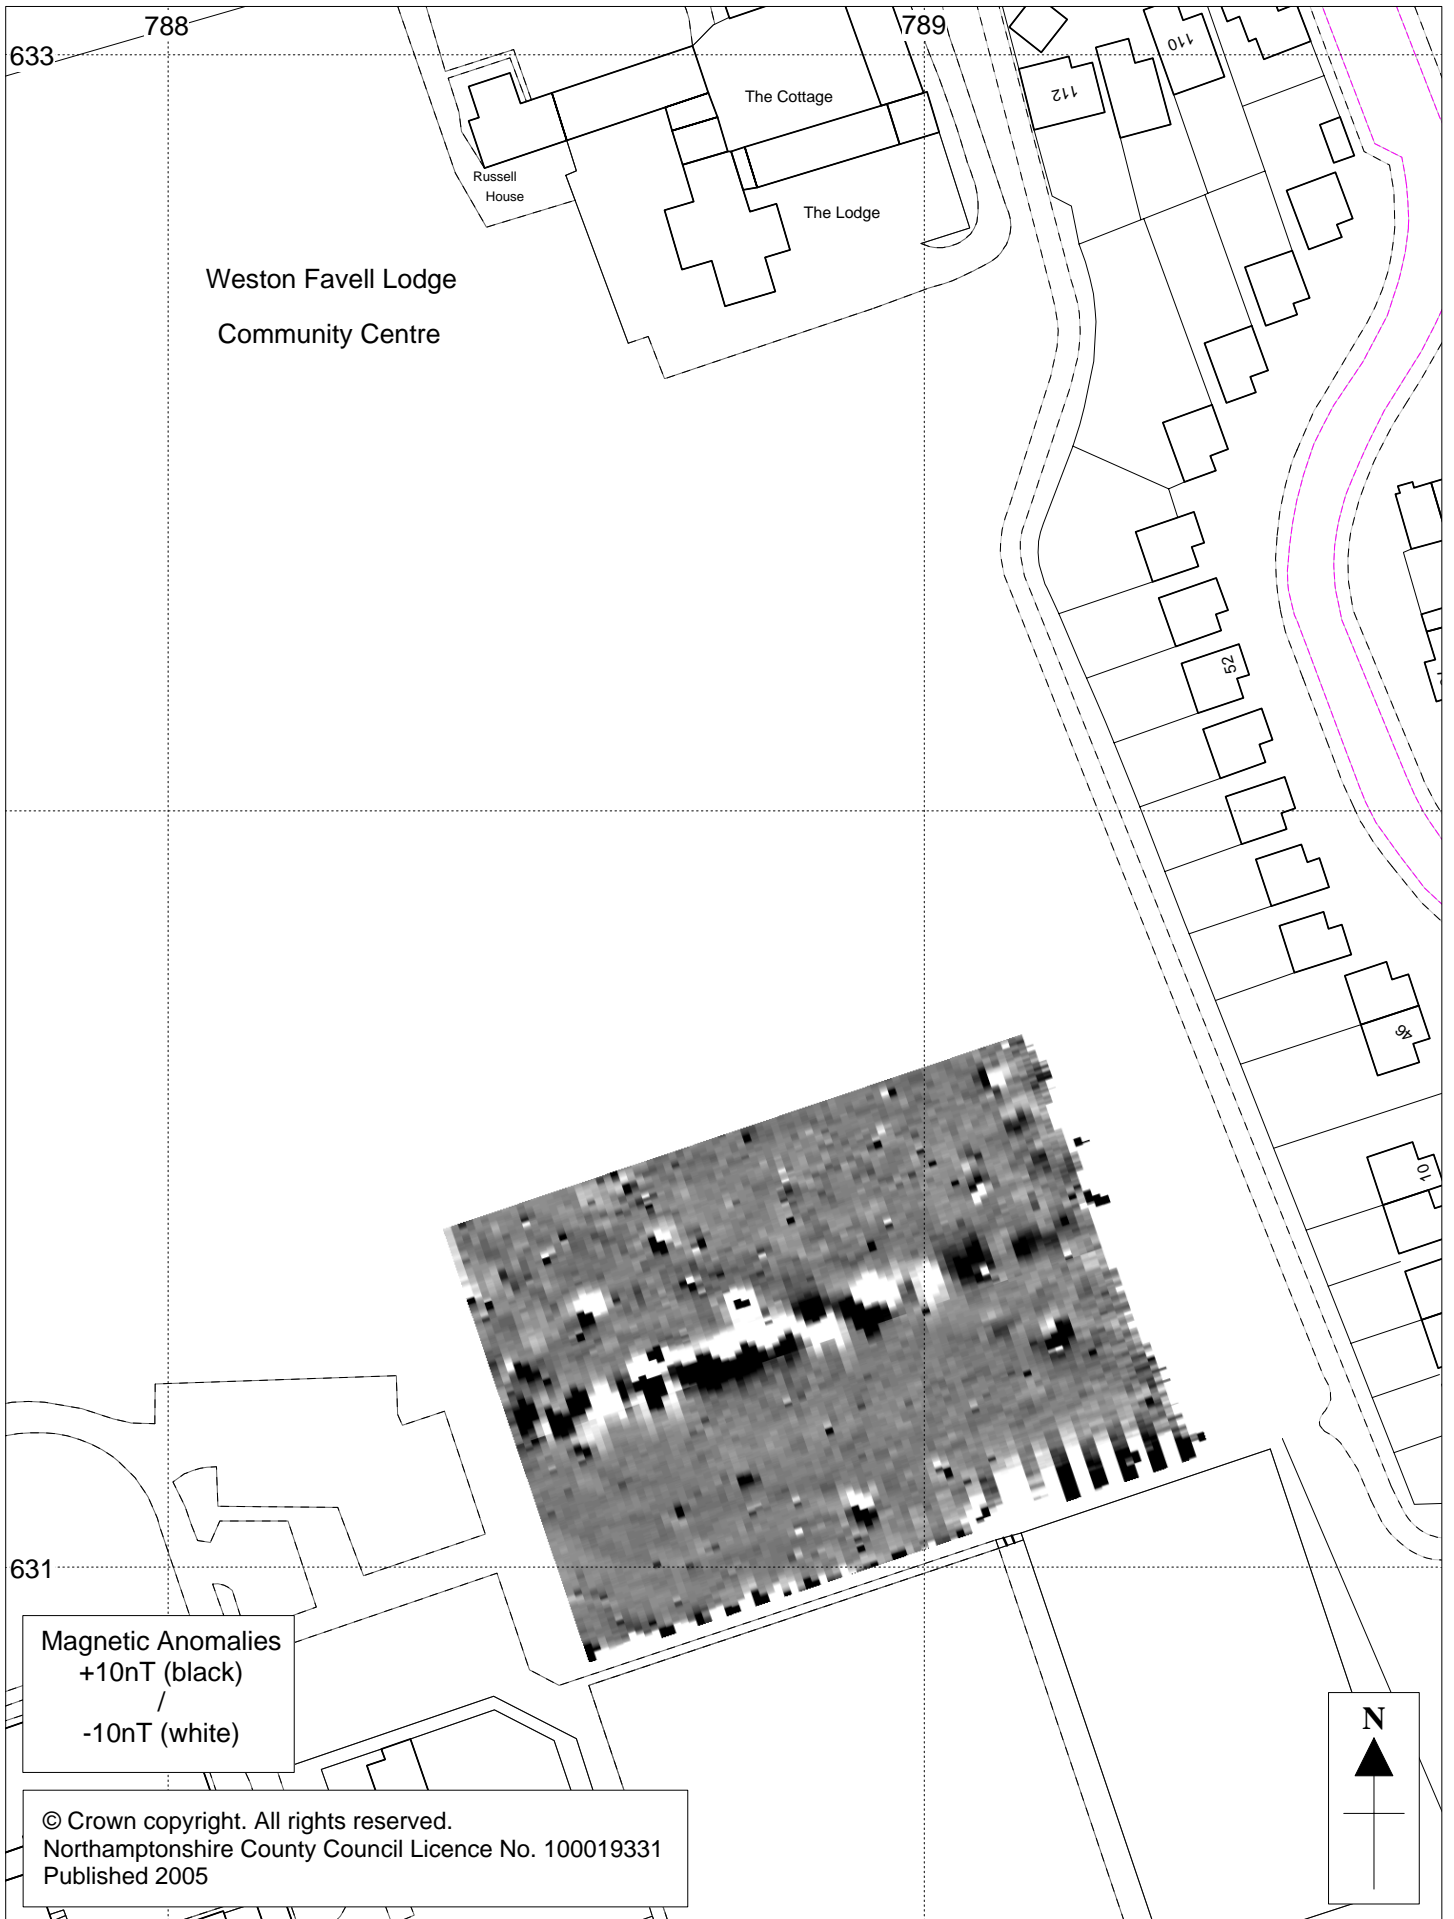 788
789
633
110
112
The Cottage
Russell
House
The Lodge
Weston Favell Lodge
Community Centre
52
46
10
631
Magnetic Anomalies
+10nT (black)
/
-10nT (white)
N
© Crown copyright. All rights reserved.
Northamptonshire County Council Licence No. 100019331
Published 2005